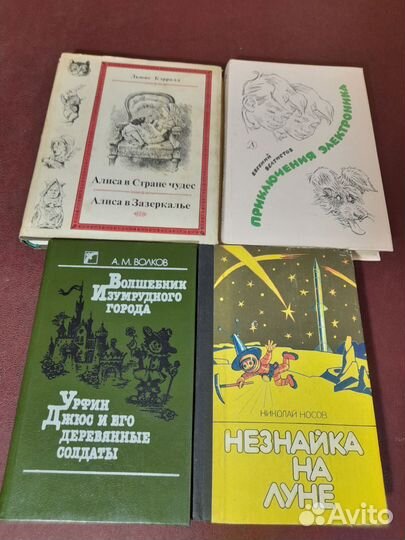 Льюис Кэрролл
Алиса в Стране чудес
Алиса в Зазеркалье
ЕВГЕНИЙ ВЕЛТИСТОВ
ПРИКЛЮЧЕНИЯ ЭЛЕКТРОНИКА
А. М. ВОЛКОВ
ВОЛШЕБНИК
ИЗУМРУДНОГО
ГОРОДА
УРФИН
ДЖЮС И ЕГО
ДЕРЕВЯННЫЕ
СОЛДАТЫ
НИКОЛАЙ НОСОВ
НЕЗНАЙКА
НА
ЛУНЕ
Avito